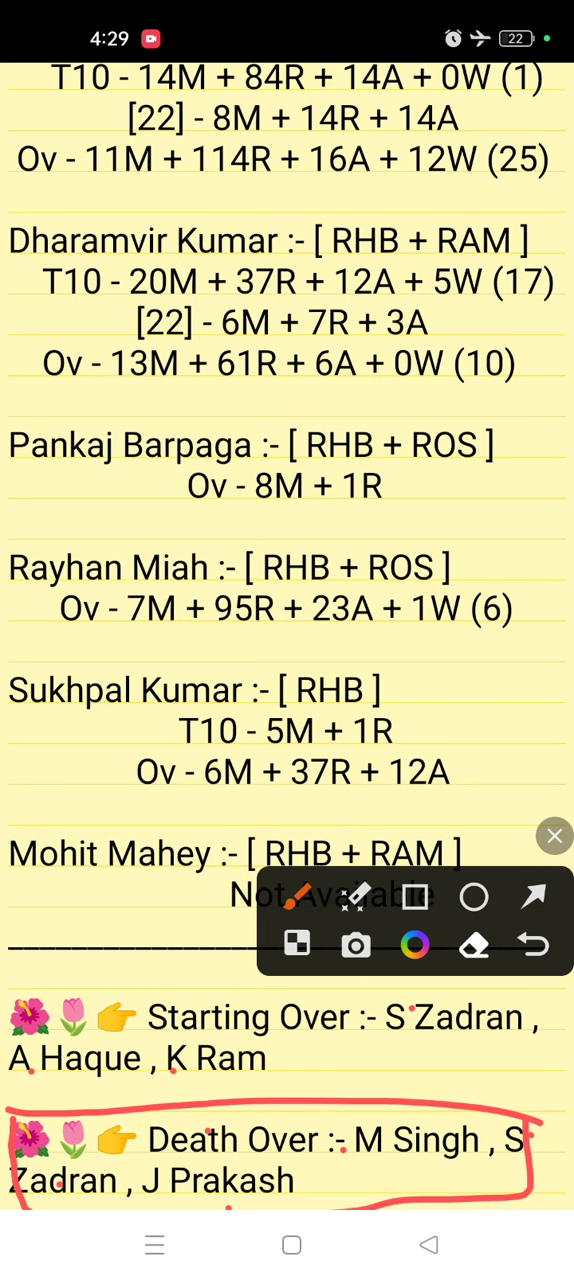 4:29
22
T10 - 14M + 84R + 14A + 0W (1)
[22] - 8M + 14R + 14A
Ov - 11M + 114R + 16A + 12W (25)
Dharamvir Kumar :- [ RHB + RAM ]
T10 - 20M + 37R + 12A + 5W (17)
[22] - 6M + 7R + 3A
Ov - 13M + 61R + 6A + 0W (10)
Pankaj Barpaga :- [ RHB + ROS ]
Ov - 8M + 1R
Rayhan Miah :- [ RHB + ROS ]
Ov - 7M + 95R + 23A + 1W (6)
Sukhpal Kumar :- [ RHB ]
T10 - 5M + 1R
Ov - 6M + 37R + 12A
Mohit Mahey :- [ RHB + RAM ]
Not Available
🌺🌷👉 Starting Over :- S Zadran ,
A Haque , K Ram
🌺🌷👉 Death Over :- M Singh , S
Zadran , J Prakash